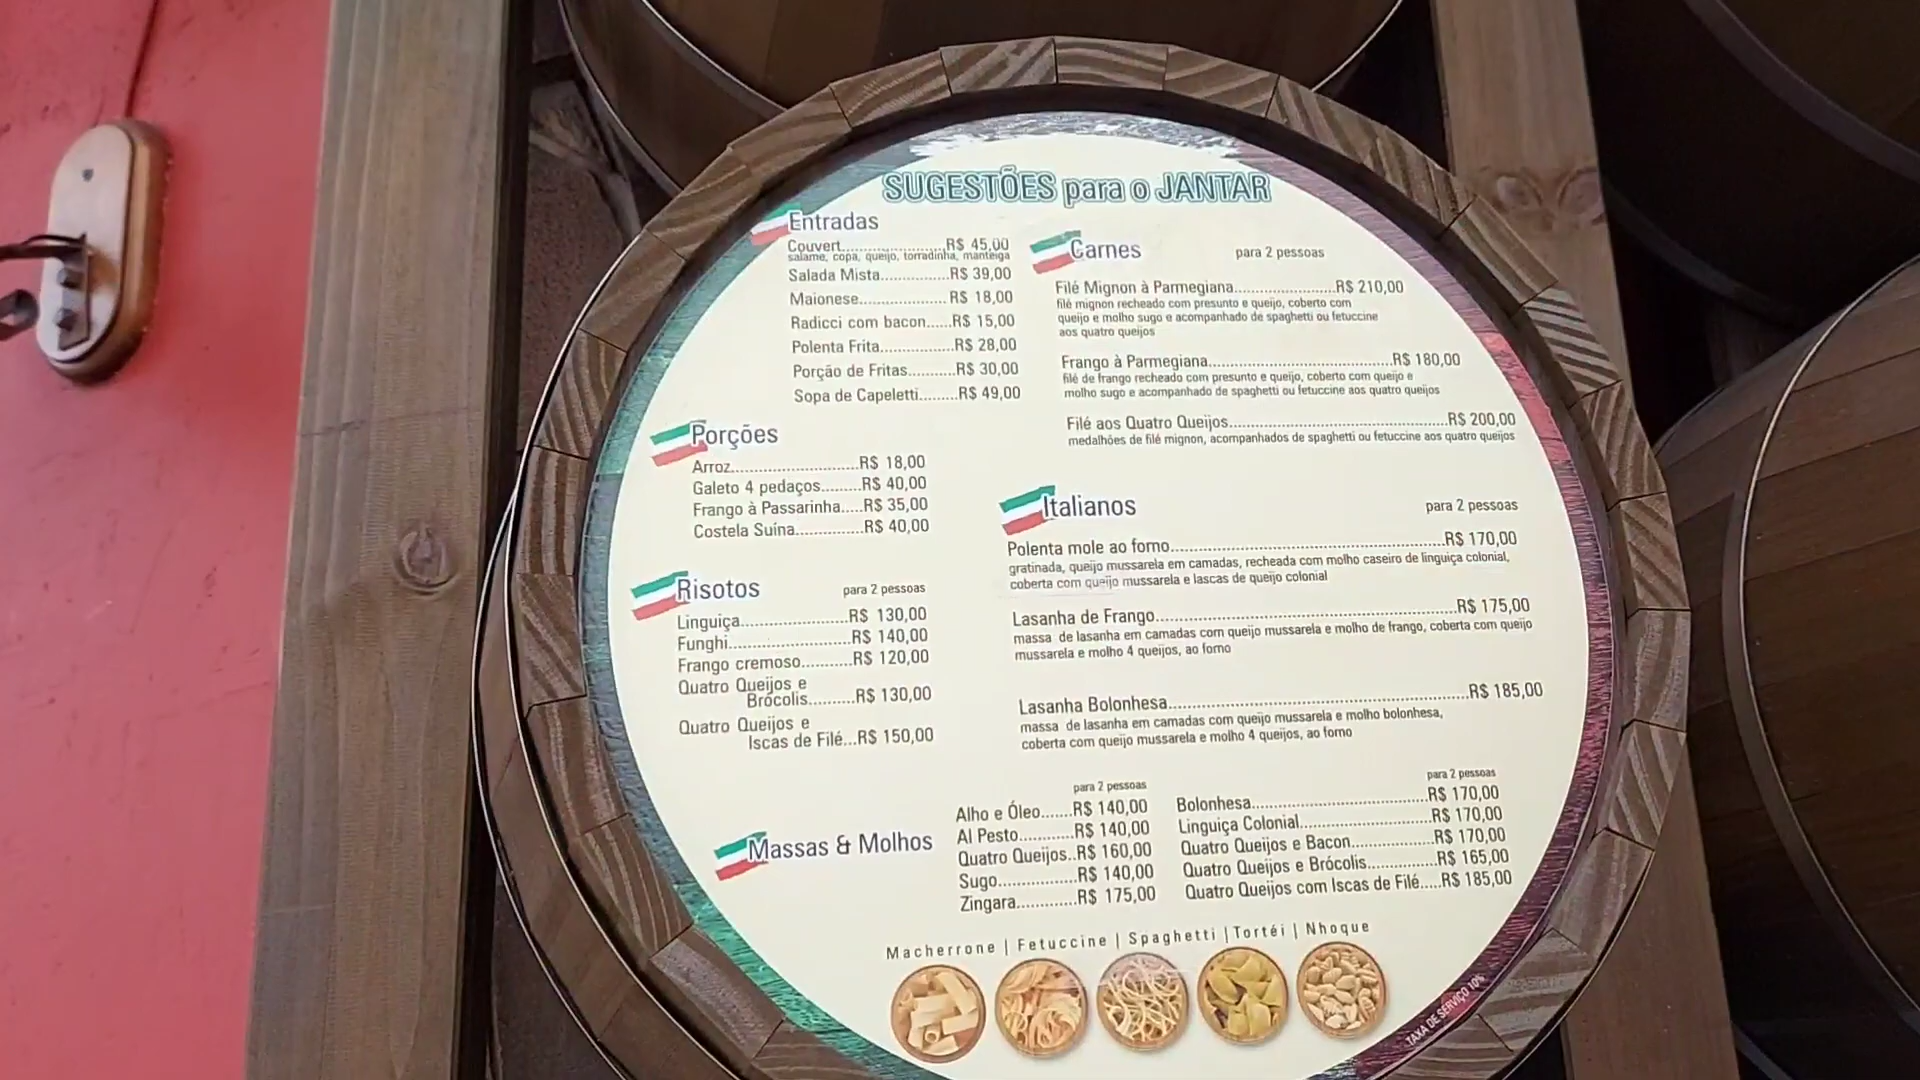 SUGESTÕES para o JANTAR
Entradas
Couvert......................R$ 45,00
salame, copa, queijo, torradinha, manteiga
Salada Mista...............R$ 39,00
Maionese................... R$ 18,00
Radicci com bacon......R$ 15,00
Polenta Frita................R$ 28,00
Porção de Fritas..........R$ 30,00
Sopa de Capeletti........R$ 49,00
Porções
Arroz...........................R$ 18,00
Galeto 4 pedaços.........R$ 40,00
Frango à Passarinha.....R$ 35,00
Costela Suína...............R$ 40,00
Risotos para 2 pessoas
Linguiça.......................R$ 130,00
Funghi..........................R$ 140,00
Frango cremoso...........R$ 120,00
Quatro Queijos e
Brócolis..........R$ 130,00
Quatro Queijos e
Iscas de Filé...R$ 150,00
Carnes para 2 pessoas
Filé Mignon à Parmegiana......................R$ 210,00
filé mignon recheado com presunto e queijo, coberto com
queijo e molho sugo e acompanhado de spaghetti ou fetuccine
aos quatro queijos
Frango à Parmegiana........................................R$ 180,00
filé de frango recheado com presunto e queijo, coberto com queijo e
molho sugo e acompanhado de spaghetti ou fetuccine aos quatro queijos
Filé aos Quatro Queijos................................................R$ 200,00
medalhões de filé mignon, acompanhados de spaghetti ou fetuccine aos quatro queijos
Italianos para 2 pessoas
Polenta mole ao forno............................................................R$ 170,00
gratinada, queijo mussarela em camadas, recheada com molho caseiro de linguiça colonial,
coberta com queijo mussarela e lascas de queijo colonial
Lasanha de Frango..................................................................R$ 175,00
massa de lasanha em camadas com queijo mussarela e molho de frango, coberta com queijo
mussarela e molho 4 queijos, ao forno
Lasanha Bolonhesa.................................................................R$ 185,00
massa de lasanha em camadas com queijo mussarela e molho bolonhesa,
coberta com queijo mussarela e molho 4 queijos, ao forno
Massas & Molhos
para 2 pessoas
Alho e Óleo.......R$ 140,00
Al Pesto............R$ 140,00
Quatro Queijos..R$ 160,00
Sugo.................R$ 140,00
Zingara.............R$ 175,00
para 2 pessoas
Bolonhesa.......................................R$ 170,00
Linguiça Colonial.............................R$ 170,00
Quatro Queijos e Bacon...................R$ 170,00
Quatro Queijos e Brócolis................R$ 165,00
Quatro Queijos com Iscas de Filé.....R$ 185,00
Macherrone | Fetuccine | Spaghetti | Tortéi | Nhoque
TAXA DE SERVIÇO 10%